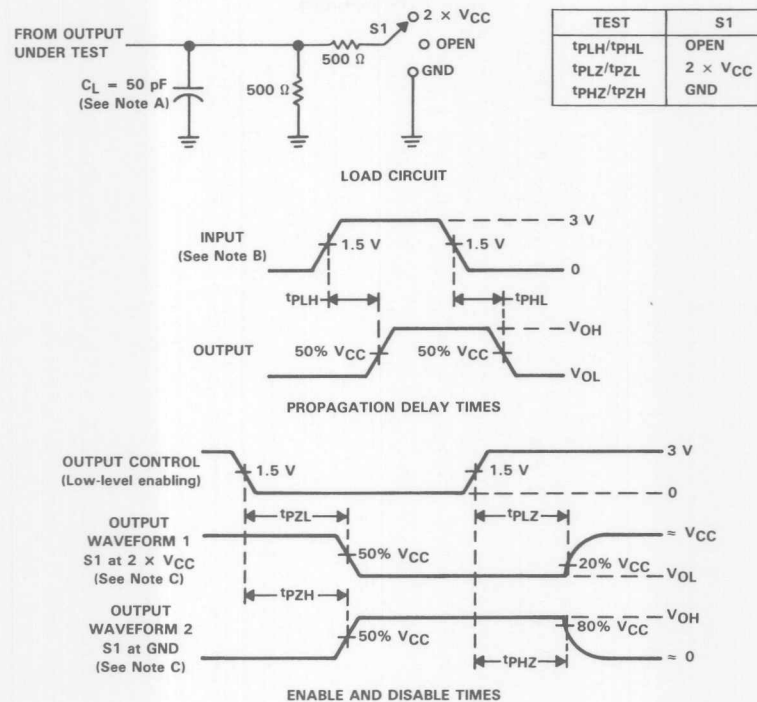 FROM OUTPUT
UNDER TEST
C_L = 50 pF
(See Note A)
500 Ω
500 Ω
S1
2 × V_CC
OPEN
GND
TEST S1
t_PLH/t_PHL OPEN
t_PLZ/t_PZL 2 × V_CC
t_PHZ/t_PZH GND
LOAD CIRCUIT
INPUT
(See Note B)
1.5 V
1.5 V
3 V
0
t_PLH
t_PHL
OUTPUT
50% V_CC
50% V_CC
V_OH
V_OL
PROPAGATION DELAY TIMES
OUTPUT CONTROL
(Low-level enabling)
1.5 V
1.5 V
3 V
0
t_PZL
t_PLZ
OUTPUT
WAVEFORM 1
S1 at 2 × V_CC
(See Note C)
50% V_CC
≈ V_CC
20% V_CC
V_OL
t_PZH
OUTPUT
WAVEFORM 2
S1 at GND
(See Note C)
50% V_CC
V_OH
80% V_CC
≈ 0
t_PHZ
ENABLE AND DISABLE TIMES